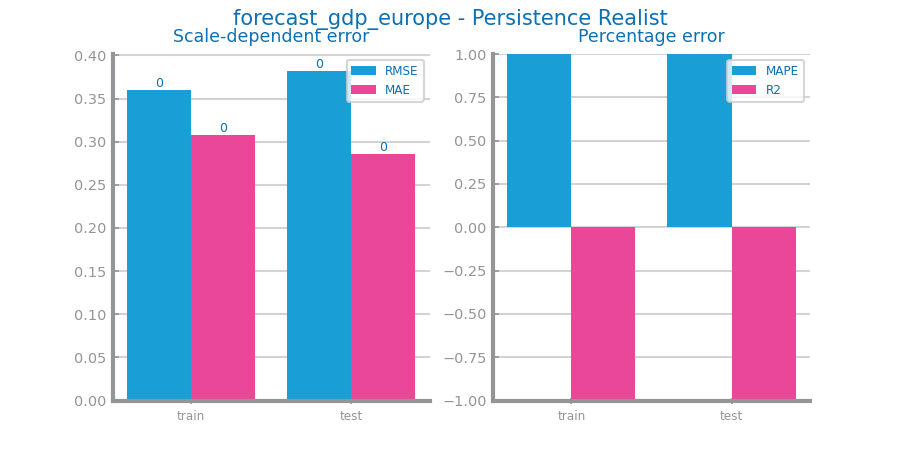 forecast_gdp_europe - Persistence Realist
Scale-dependent error
0.40
0.35
0.30
0.25
0.20
0.15
0.10
0.05
0.00
0
0
0
0
RMSE
MAE
train
test
Percentage error
1.00
0.75
0.50
0.25
0.00
−0.25
−0.50
−0.75
−1.00
MAPE
R2
train
test